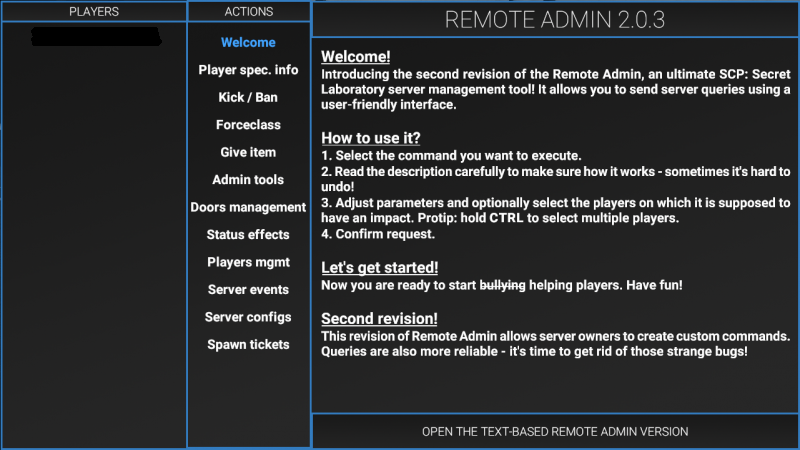 PLAYERS
ACTIONS
Welcome
Player spec. info
Kick / Ban
Forceclass
Give item
Admin tools
Doors management
Status effects
Players mgmt
Server events
Server configs
Spawn tickets
REMOTE ADMIN 2.0.3
Welcome!
Introducing the second revision of the Remote Admin, an ultimate SCP: Secret
Laboratory server management tool! It allows you to send server queries using a
user-friendly interface.
How to use it?
1. Select the command you want to execute.
2. Read the description carefully to make sure how it works - sometimes it's hard to
undo!
3. Adjust parameters and optionally select the players on which it is supposed to
have an impact. Protip: hold CTRL to select multiple players.
4. Confirm request.
Let's get started!
Now you are ready to start bullying helping players. Have fun!
Second revision!
This revision of Remote Admin allows server owners to create custom commands.
Queries are also more reliable - it's time to get rid of those strange bugs!
OPEN THE TEXT-BASED REMOTE ADMIN VERSION